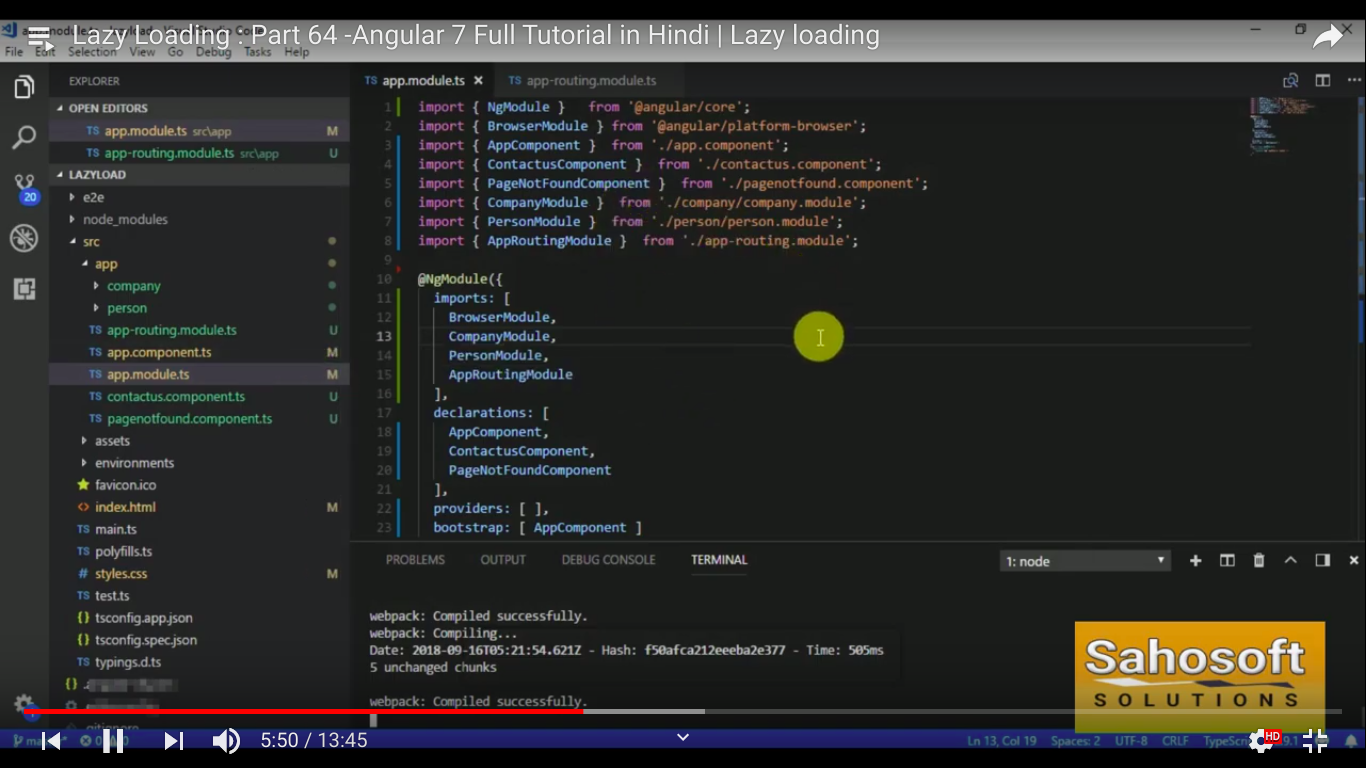 Lazy Loading : Part 64 -Angular 7 Full Tutorial in Hindi | Lazy loading
File Edit Selection View Go Debug Tasks Help
EXPLORER
OPEN EDITORS
TS app.module.ts src\app M
TS app-routing.module.ts src\app U
LAZYLOAD
20
e2e
node_modules
src
app
company
person
TS app-routing.module.ts U
TS app.component.ts M
TS app.module.ts M
TS contactus.component.ts U
TS pagenotfound.component.ts U
assets
environments
favicon.ico
<> index.html M
TS main.ts
TS polyfills.ts
# styles.css M
TS test.ts
{} tsconfig.app.json
{} tsconfig.spec.json
TS typings.d.ts
.gitignore
TS app.module.ts TS app-routing.module.ts
1 import { NgModule } from '@angular/core';
2 import { BrowserModule } from '@angular/platform-browser';
3 import { AppComponent } from './app.component';
4 import { ContactusComponent } from './contactus.component';
5 import { PageNotFoundComponent } from './pagenotfound.component';
6 import { CompanyModule } from './company/company.module';
7 import { PersonModule } from './person/person.module';
8 import { AppRoutingModule } from './app-routing.module';
9
10 @NgModule({
11 imports: [
12 BrowserModule,
13 CompanyModule,
14 PersonModule,
15 AppRoutingModule
16 ],
17 declarations: [
18 AppComponent,
19 ContactusComponent,
20 PageNotFoundComponent
21 ],
22 providers: [ ],
23 bootstrap: [ AppComponent ]
PROBLEMS OUTPUT DEBUG CONSOLE TERMINAL 1: node
webpack: Compiled successfully.
webpack: Compiling...
Date: 2018-09-16T05:21:54.621Z - Hash: f50afca212eeeba2e377 - Time: 505ms
5 unchanged chunks
webpack: Compiled successfully.
Sahosoft
SOLUTIONS
5:50 / 13:45
HD
Ln 13, Col 19 Spaces: 2 UTF-8 CRLF